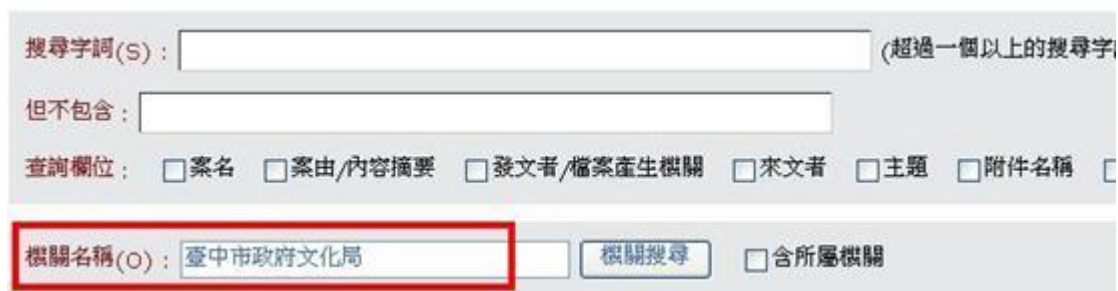 搜尋字詞(S)： (超過一個以上的搜尋字
但不包含：
查詢欄位： 案名 案由/內容摘要 發文者/檔案產生機關 來文者 主題 附件名稱
機關名稱(O)： 臺中市政府文化局 機關搜尋 含所屬機關